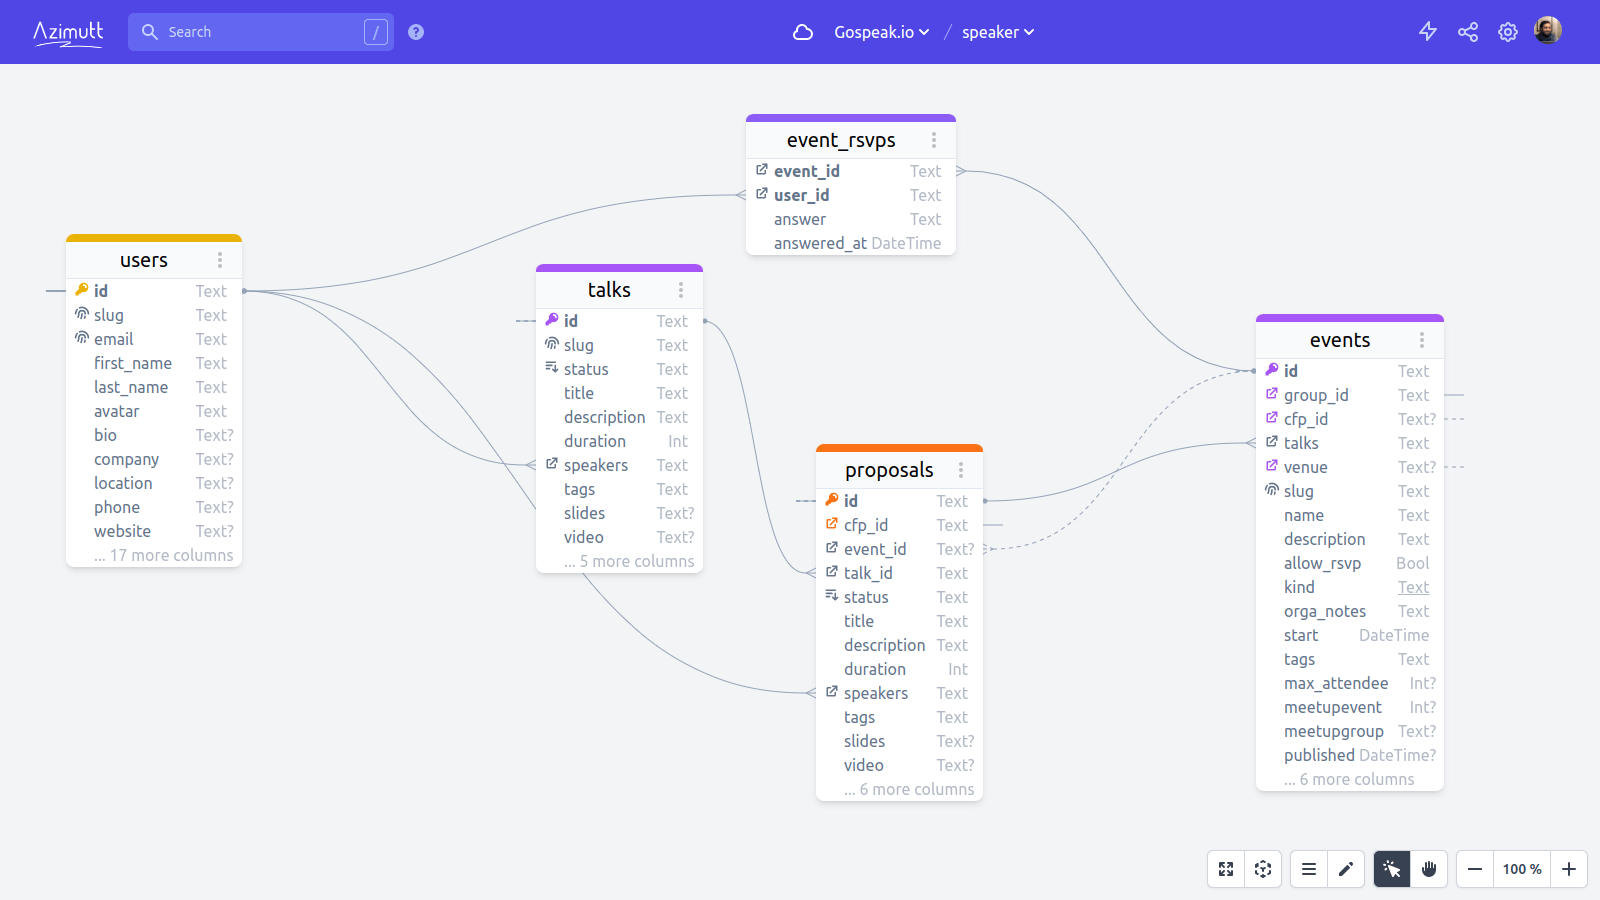 Azimutt
Search /
?
Gospeak.io / speaker
event_rsvps
event_id Text
user_id Text
answer Text
answered_at DateTime
users
id Text
slug Text
email Text
first_name Text
last_name Text
avatar Text
bio Text?
company Text?
location Text?
phone Text?
website Text?
... 17 more columns
talks
id Text
slug Text
status Text
title Text
description Text
duration Int
speakers Text
tags Text
slides Text?
video Text?
... 5 more columns
proposals
id Text
cfp_id Text
event_id Text?
talk_id Text
status Text
title Text
description Text
duration Int
speakers Text
tags Text
slides Text?
video Text?
... 6 more columns
events
id Text
group_id Text
cfp_id Text?
talks Text
venue Text?
slug Text
name Text
description Text
allow_rsvp Bool
kind Text
orga_notes Text
start DateTime
tags Text
max_attendee Int?
meetupevent Int?
meetupgroup Text?
published DateTime?
... 6 more columns
100 %